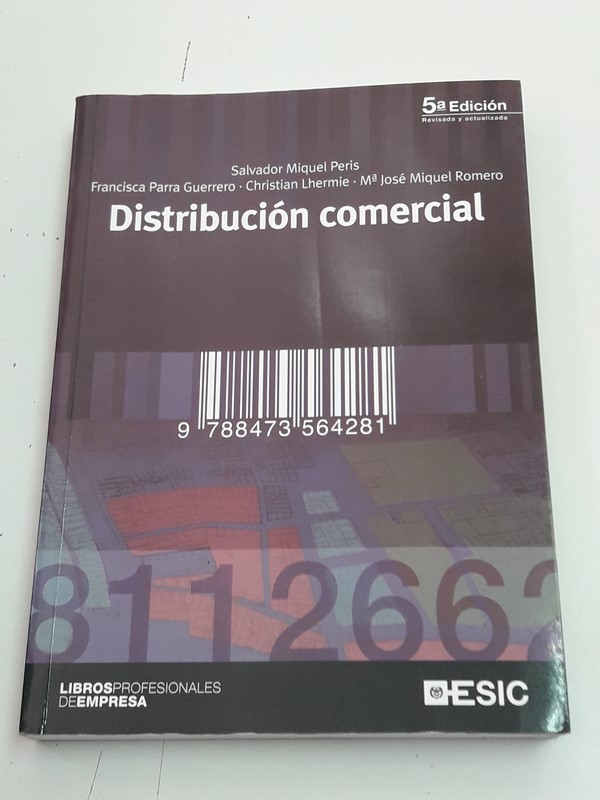 5ª Edición
Revisada y actualizada
Salvador Miquel Peris
Francisca Parra Guerrero · Christian Lhermie · Mª José Miquel Romero
Distribución comercial
9 788473 564281
8112662
LIBROSPROFESIONALES
DEEMPRESA
ESIC